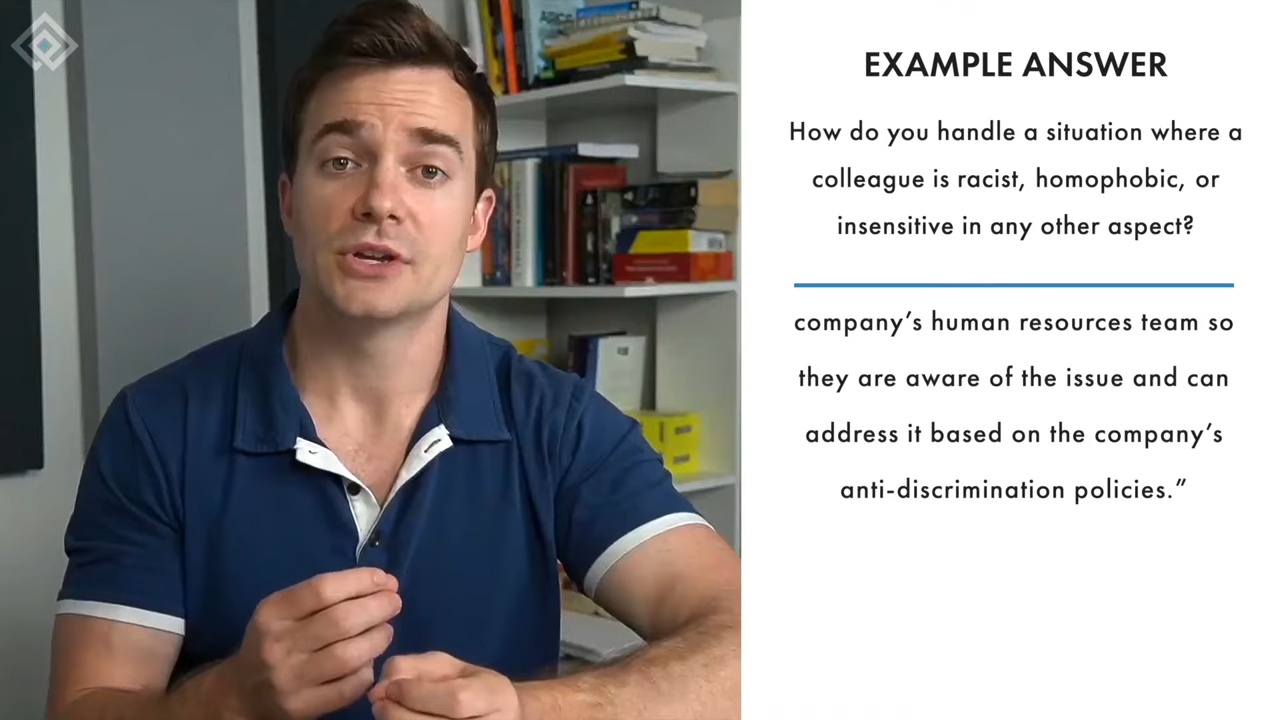 EXAMPLE ANSWER
How do you handle a situation where a
colleague is racist, homophobic, or
insensitive in any other aspect?
company’s human resources team so
they are aware of the issue and can
address it based on the company’s
anti-discrimination policies.”